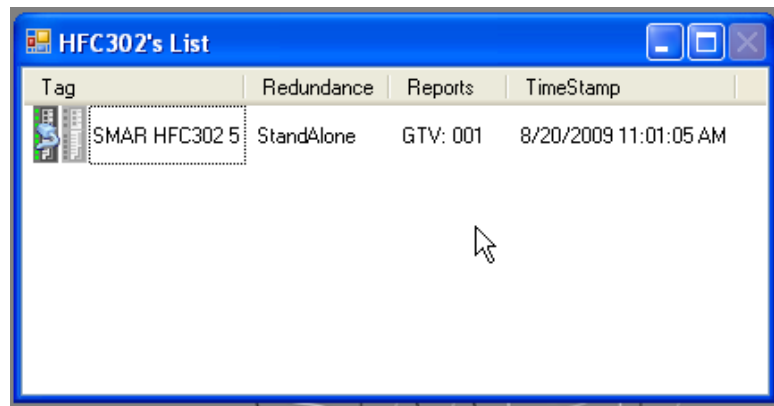 HFC302's List
Tag Redundance Reports TimeStamp
SMAR HFC302 5 StandAlone GTV: 001 8/20/2009 11:01:05 AM